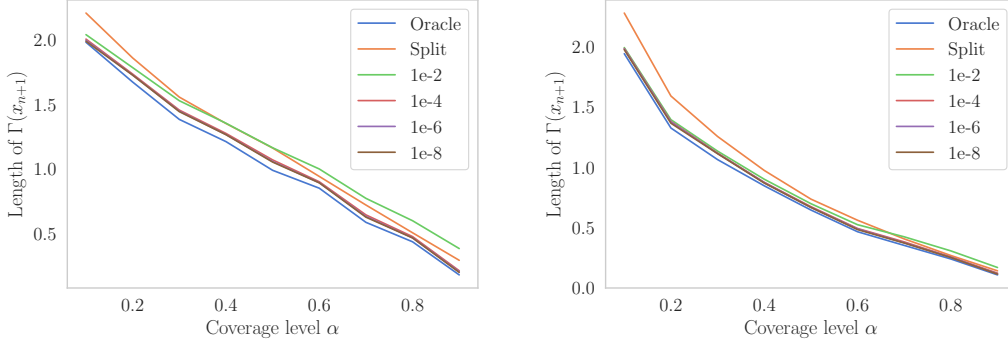 Length of Γ(x_{n+1})
2.0
1.5
1.0
0.5
0.2
0.4
0.6
0.8
Coverage level α
Oracle
Split
1e-2
1e-4
1e-6
1e-8
Length of Γ(x_{n+1})
2.0
1.5
1.0
0.5
0.0
0.2
0.4
0.6
0.8
Coverage level α
Oracle
Split
1e-2
1e-4
1e-6
1e-8